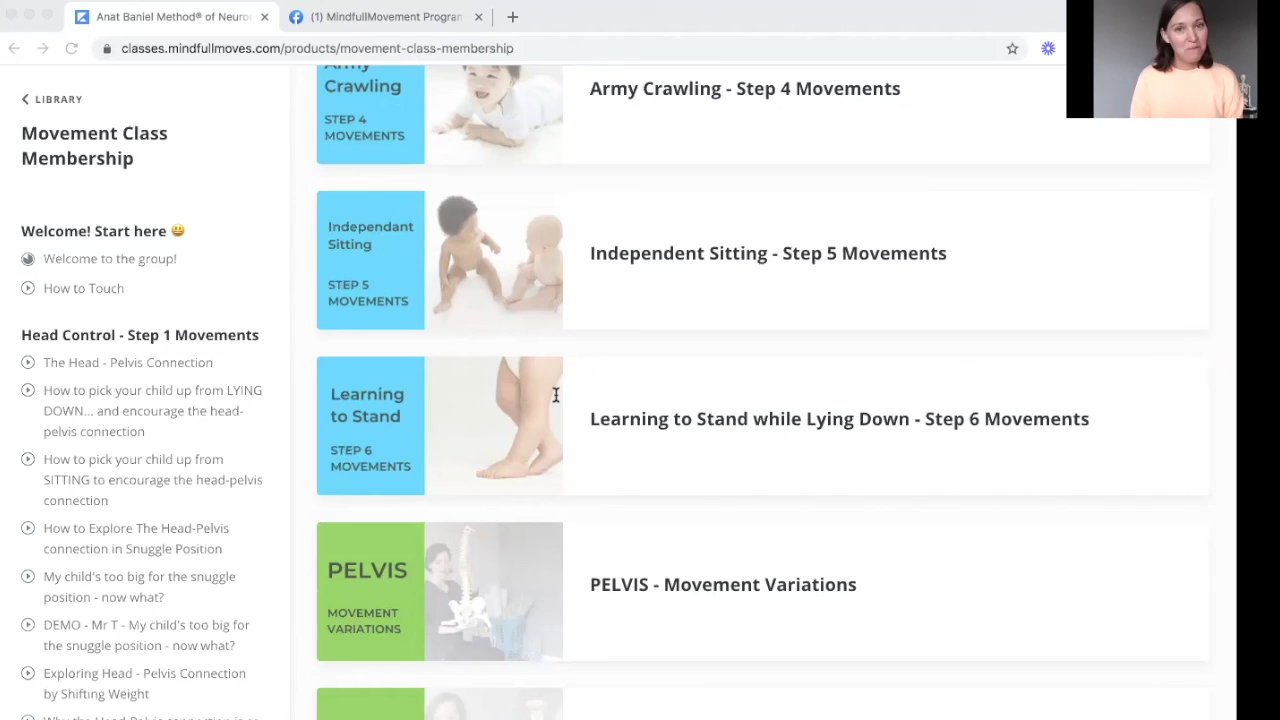 Anat Baniel Method® of Neuro
(1) MindfullMovement Program
classes.mindfullmoves.com/products/movement-class-membership
LIBRARY
Movement Class
Membership
Welcome! Start here 😃
Welcome to the group!
How to Touch
Head Control - Step 1 Movements
The Head - Pelvis Connection
How to pick your child up from LYING
DOWN... and encourage the head-
pelvis connection
How to pick your child up from
SITTING to encourage the head-pelvis
connection
How to Explore The Head-Pelvis
connection in Snuggle Position
My child's too big for the snuggle
position - now what?
DEMO - Mr T - My child's too big for
the snuggle position - now what?
Exploring Head - Pelvis Connection
by Shifting Weight
Army
Crawling
STEP 4
MOVEMENTS
Army Crawling - Step 4 Movements
Independant
Sitting
STEP 5
MOVEMENTS
Independent Sitting - Step 5 Movements
Learning
to Stand
STEP 6
MOVEMENTS
Learning to Stand while Lying Down - Step 6 Movements
PELVIS
MOVEMENT
VARIATIONS
PELVIS - Movement Variations